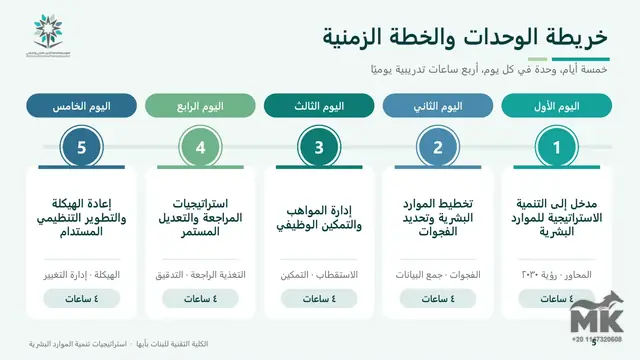 خريطة الوحدات والخطة الزمنية
خمسة أيام، وحدة في كل يوم، أربع ساعات تدريبية يوميًا
اليوم الأول
اليوم الثاني
اليوم الثالث
اليوم الرابع
اليوم الخامس
1
2
3
4
5
مدخل إلى التنمية
الاستراتيجية للموارد
البشرية
المحاور · رؤية ٢٠٣٠
٤ ساعات
تخطيط الموارد
البشرية وتحديد
الفجوات
الفجوات · جمع البيانات
٤ ساعات
إدارة المواهب
والتمكين الوظيفي
الاستقطاب · التمكين
٤ ساعات
استراتيجيات
المراجعة والتعديل
المستمر
التغذية الراجعة · التدقيق
٤ ساعات
إعادة الهيكلة
والتطوير التنظيمي
المستدام
الهيكلة · إدارة التغيير
٤ ساعات
الكلية التقنية للبنات بأبها · استراتيجيات تنمية الموارد البشرية
5
MK
+20 1117320608